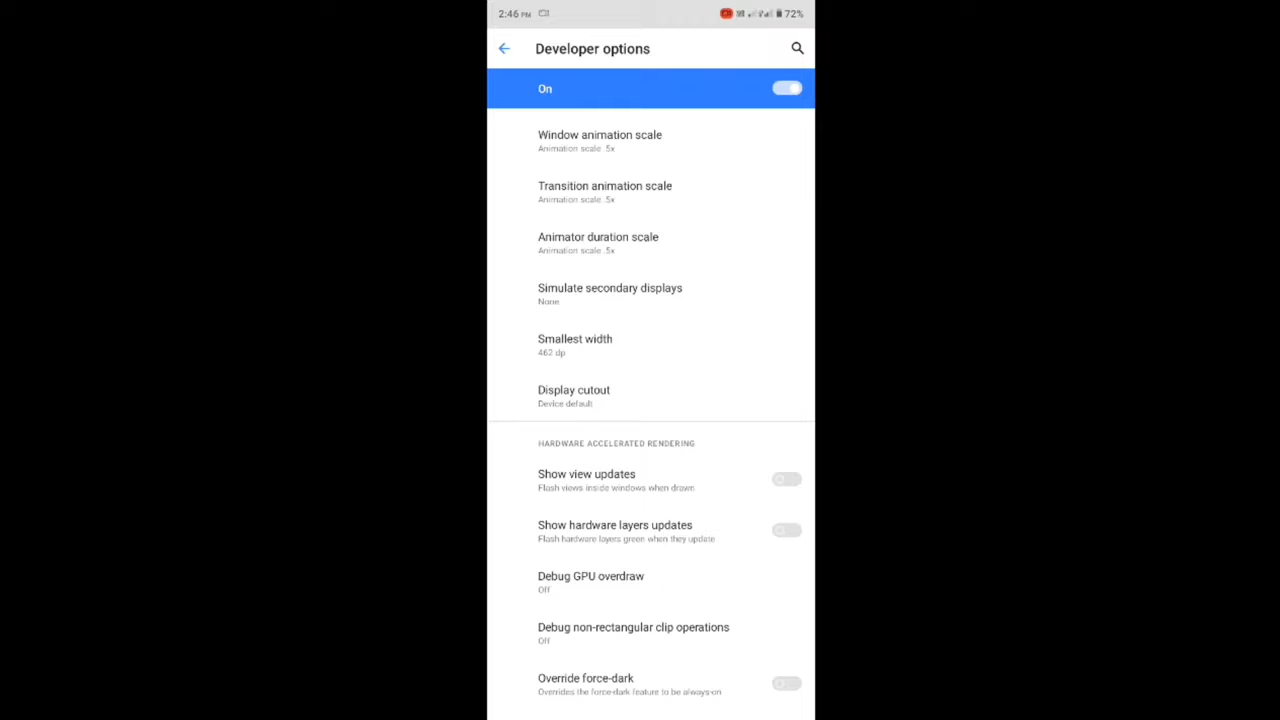 2:46 PM 72%
Developer options
On
Window animation scale
Animation scale .5x
Transition animation scale
Animation scale .5x
Animator duration scale
Animation scale .5x
Simulate secondary displays
None
Smallest width
462 dp
Display cutout
Device default
HARDWARE ACCELERATED RENDERING
Show view updates
Flash views inside windows when drawn
Show hardware layers updates
Flash hardware layers green when they update
Debug GPU overdraw
Off
Debug non-rectangular clip operations
Off
Override force-dark
Overrides the force-dark feature to be always-on